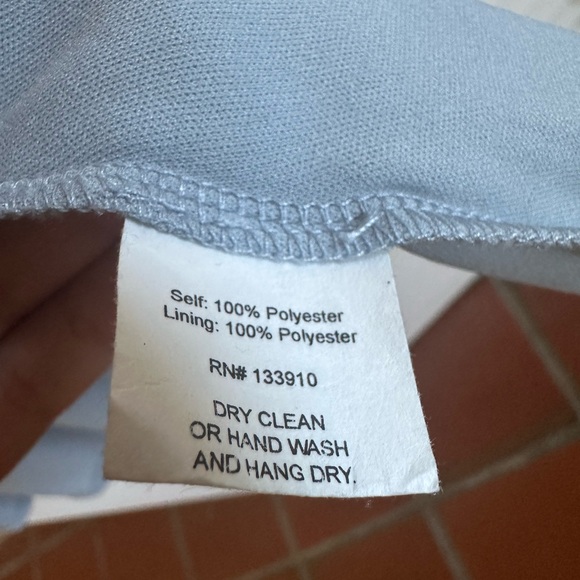 Self: 100% Polyester
Lining: 100% Polyester
RN# 133910
DRY CLEAN
OR HAND WASH
AND HANG DRY.